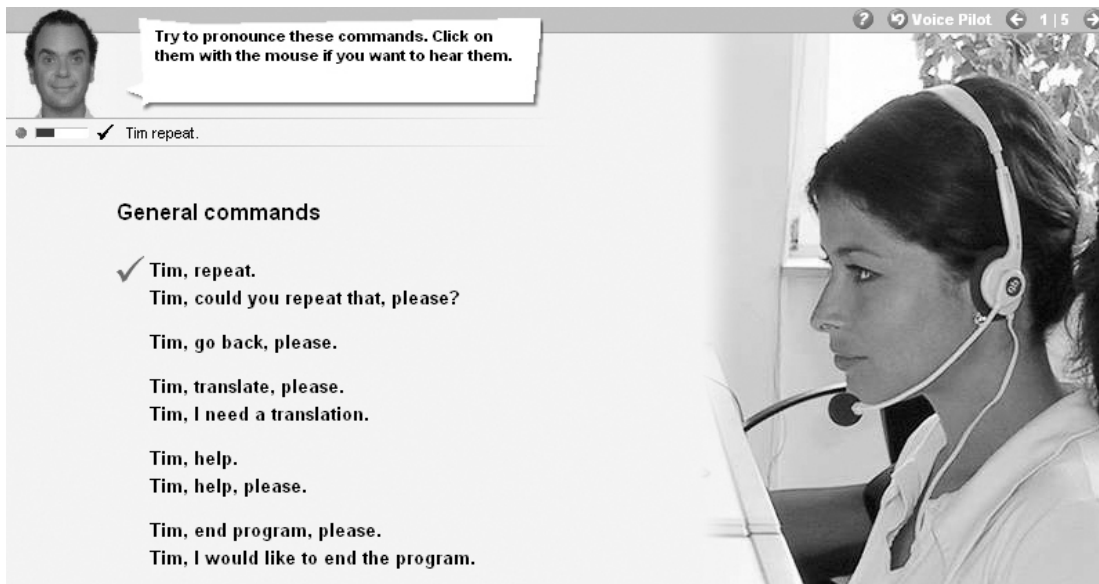 Voice Pilot 1 | 5
Try to pronounce these commands. Click on
them with the mouse if you want to hear them.
Tim repeat.
General commands
Tim, repeat.
Tim, could you repeat that, please?
Tim, go back, please.
Tim, translate, please.
Tim, I need a translation.
Tim, help.
Tim, help, please.
Tim, end program, please.
Tim, I would like to end the program.